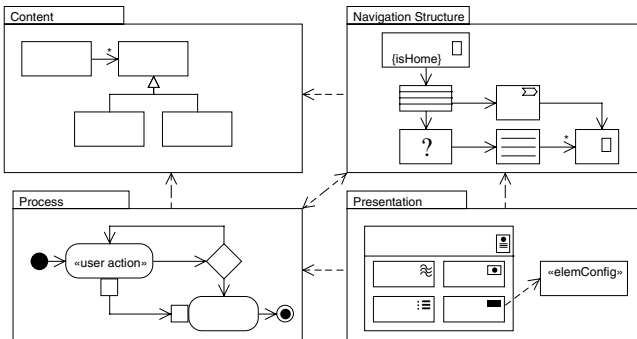 Content
Navigation Structure
*
{isHome}
?
*
Process
Presentation
«user action»
«elemConfig»